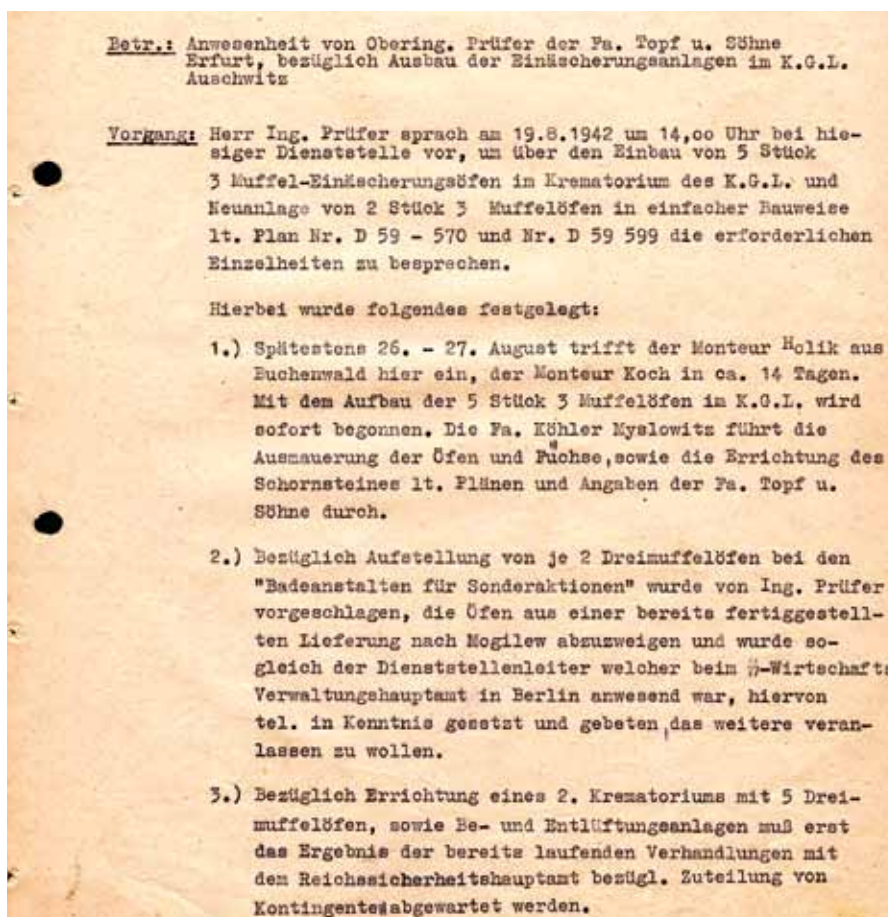 Betr.: Anwesenheit von Obering. Prüfer der Fa. Topf u. Söhne
Erfurt, bezüglich Ausbau der Einäscherungsanlagen im K.G.L.
Auschwitz
Vorgang: Herr Ing. Prüfer sprach am 19.8.1942 um 14,oo Uhr bei hie-
siger Dienststelle vor, um über den Einbau von 5 Stück
3 Muffel-Einäscherungsöfen im Krematorium des K.G.L. und
Neuanlage von 2 Stück 3 Muffelöfen in einfacher Bauweise
lt. Plan Nr. D 59 - 570 und Nr. D 59 599 die erforderlichen
Einzelheiten zu besprechen.
Hierbei wurde folgendes festgelegt:
1.) Spätestens 26. - 27. August trifft der Monteur Holik aus
Buchenwald hier ein, der Monteur Koch in ca. 14 Tagen.
Mit dem Aufbau der 5 Stück 3 Muffelöfen im K.G.L. wird
sofort begonnen. Die Fa. Köhler Myslowitz führt die
Ausmauerung der Öfen und Füchse, sowie die Errichtung des
Schornsteines lt. Plänen und Angaben der Fa. Topf u.
Söhne durch.
2.) Bezüglich Aufstellung von je 2 Dreimuffelöfen bei den
"Badeanstalten für Sonderaktionen" wurde von Ing. Prüfer
vorgeschlagen, die Öfen aus einer bereits fertiggestell-
ten Lieferung nach Mogilew abzuzweigen und wurde so-
gleich der Dienststellenleiter welcher beim ᛋᛋ-Wirtschafts
Verwaltungshauptamt in Berlin anwesend war, hiervon
tel. in Kenntnis gesetzt und gebeten, das weitere veran-
lassen zu wollen.
3.) Bezüglich Errichtung eines 2. Krematoriums mit 5 Drei-
muffelöfen, sowie Be- und Entlüftungsanlagen muß erst
das Ergebnis der bereits laufenden Verhandlungen mit
dem Reichssicherheitshauptamt bezügl. Zuteilung von
Kontingenten abgewartet werden.